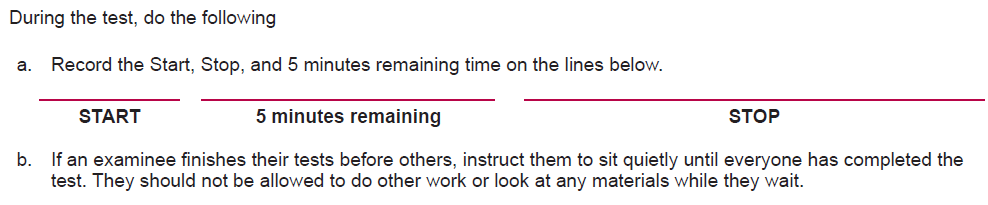 During the test, do the following
a. Record the Start, Stop, and 5 minutes remaining time on the lines below.
START 5 minutes remaining STOP
b. If an examinee finishes their tests before others, instruct them to sit quietly until everyone has completed the
test. They should not be allowed to do other work or look at any materials while they wait.